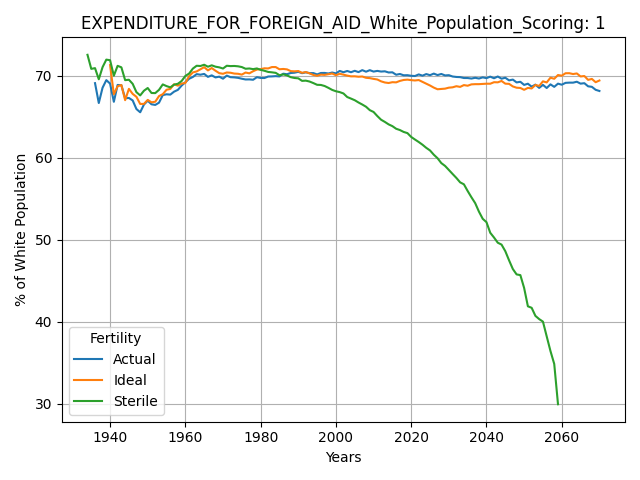 EXPENDITURE_FOR_FOREIGN_AID_White_Population_Scoring: 1
% of White Population
70
60
50
40
30
Fertility
Actual
Ideal
Sterile
1940
1960
1980
2000
2020
2040
2060
Years